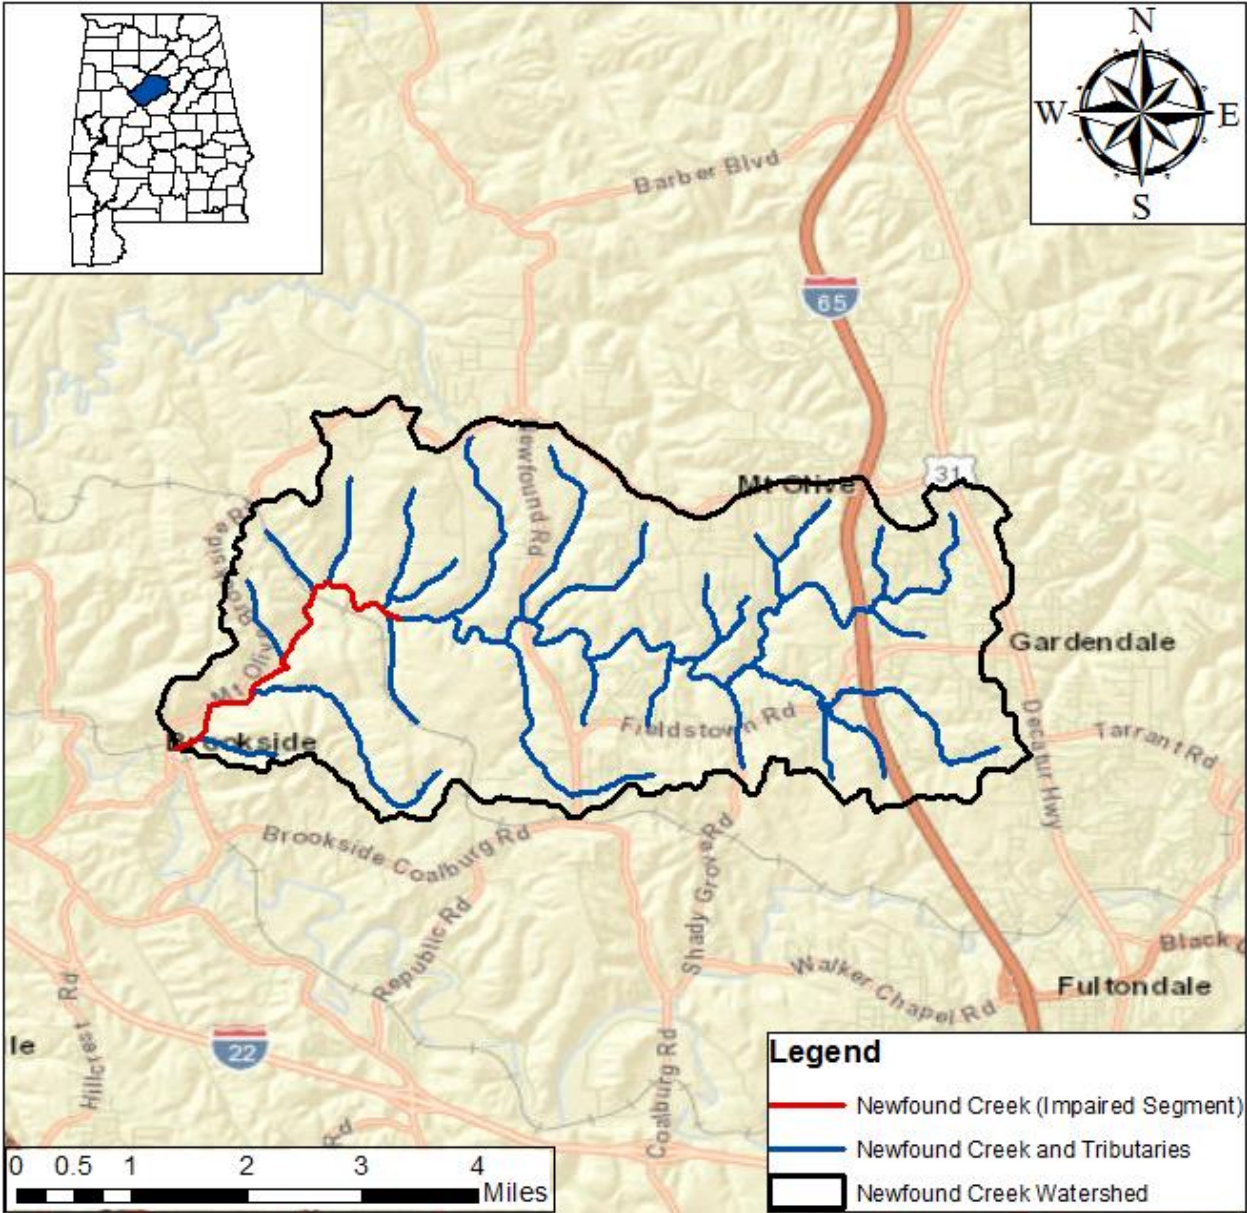 N
W E
S
Barber Blvd
65
Newfound Rd
Mt Olive
31
Brookside Rd
Mt Olive
Gardendale
Mt Olive
Fieldstown Rd
Brookside
Decatur Hwy
Tarrant Rd
Brookside Coalburg Rd
Shady Grove Rd
Republic Rd
Black
Walker Chapel Rd
Fultondale
Rd
Hillcrest
le
22
Coalburg Rd
Rd
Legend
Newfound Creek (Impaired Segment)
Newfound Creek and Tributaries
Newfound Creek Watershed
0 0.5 1 2 3 4
Miles